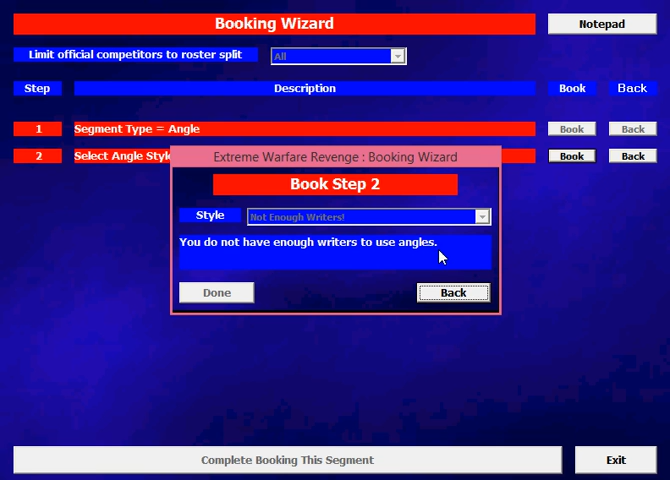 Booking Wizard
Notepad
Limit official competitors to roster split
All
Step
Description
Book
Back
1
Segment Type = Angle
Book
Back
2
Select Angle Style
Book
Back
Extreme Warfare Revenge : Booking Wizard
Book Step 2
Style
Not Enough Writers!
You do not have enough writers to use angles.
Done
Back
Complete Booking This Segment
Exit